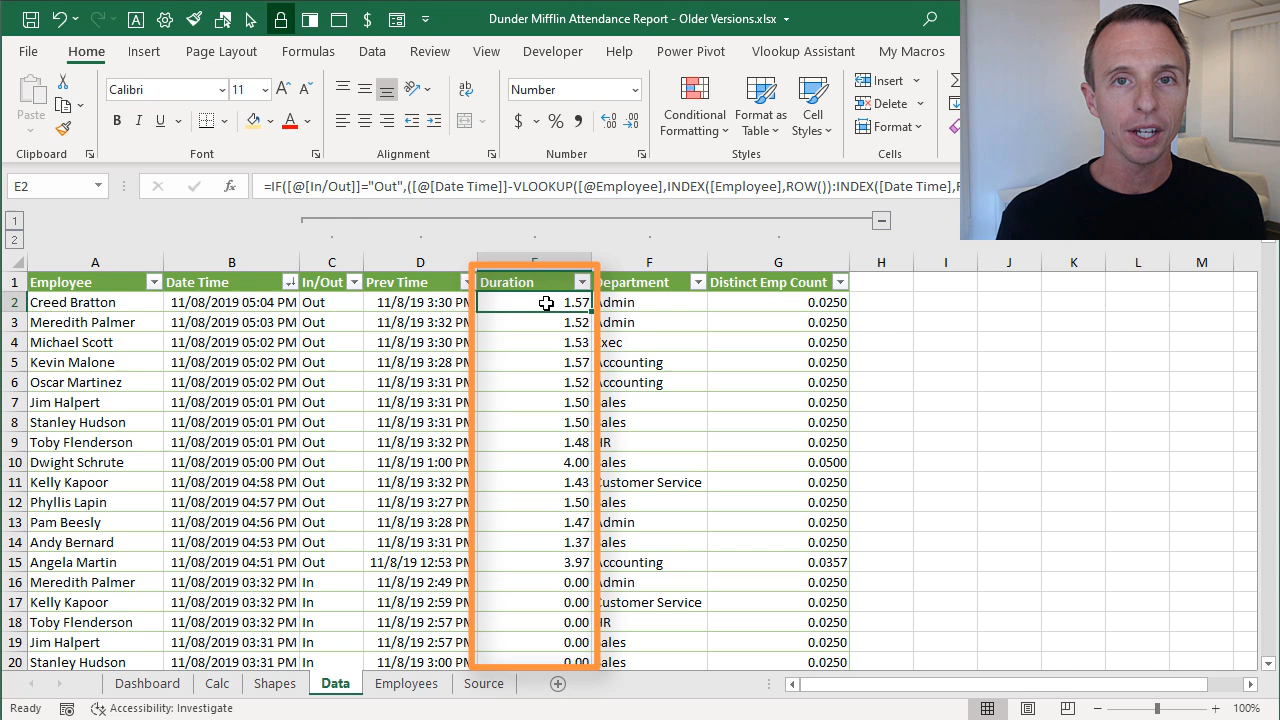 Dunder Mifflin Attendance Report - Older Versions.xlsx
File Home Insert Page Layout Formulas Data Review View Developer Help Power Pivot Vlookup Assistant My Macros
Paste
Calibri 11
B I U
Number
$ % ,
Conditional Formatting
Format as Table
Cell Styles
Insert
Delete
Format
Clipboard Font Alignment Number Styles Cells
E2 fx =IF([@[In/Out]]="Out",([@[Date Time]]-VLOOKUP([@Employee],INDEX([Employee],ROW()):INDEX([Date Time],
1
2
A B C D E F G H I J K L M
1 Employee Date Time In/Out Prev Time Duration Department Distinct Emp Count
2 Creed Bratton 11/08/2019 05:04 PM Out 11/8/19 3:30 PM 1.57 Admin 0.0250
3 Meredith Palmer 11/08/2019 05:03 PM Out 11/8/19 3:32 PM 1.52 Admin 0.0250
4 Michael Scott 11/08/2019 05:02 PM Out 11/8/19 3:30 PM 1.53 Exec 0.0250
5 Kevin Malone 11/08/2019 05:02 PM Out 11/8/19 3:28 PM 1.57 Accounting 0.0250
6 Oscar Martinez 11/08/2019 05:02 PM Out 11/8/19 3:31 PM 1.52 Accounting 0.0250
7 Jim Halpert 11/08/2019 05:01 PM Out 11/8/19 3:31 PM 1.50 Sales 0.0250
8 Stanley Hudson 11/08/2019 05:01 PM Out 11/8/19 3:31 PM 1.50 Sales 0.0250
9 Toby Flenderson 11/08/2019 05:01 PM Out 11/8/19 3:32 PM 1.48 HR 0.0250
10 Dwight Schrute 11/08/2019 05:00 PM Out 11/8/19 1:00 PM 4.00 Sales 0.0500
11 Kelly Kapoor 11/08/2019 04:58 PM Out 11/8/19 3:32 PM 1.43 Customer Service 0.0250
12 Phyllis Lapin 11/08/2019 04:57 PM Out 11/8/19 3:27 PM 1.50 Sales 0.0250
13 Pam Beesly 11/08/2019 04:56 PM Out 11/8/19 3:28 PM 1.47 Admin 0.0250
14 Andy Bernard 11/08/2019 04:53 PM Out 11/8/19 3:31 PM 1.37 Sales 0.0250
15 Angela Martin 11/08/2019 04:51 PM Out 11/8/19 12:53 PM 3.97 Accounting 0.0357
16 Meredith Palmer 11/08/2019 03:32 PM In 11/8/19 2:49 PM 0.00 Admin 0.0250
17 Kelly Kapoor 11/08/2019 03:32 PM In 11/8/19 2:59 PM 0.00 Customer Service 0.0250
18 Toby Flenderson 11/08/2019 03:32 PM In 11/8/19 2:57 PM 0.00 HR 0.0250
19 Jim Halpert 11/08/2019 03:31 PM In 11/8/19 2:57 PM 0.00 Sales 0.0250
20 Stanley Hudson 11/08/2019 03:31 PM In 11/8/19 3:00 PM 0.00 Sales 0.0250
Dashboard Calc Shapes Data Employees Source
Ready Accessibility: Investigate 100%